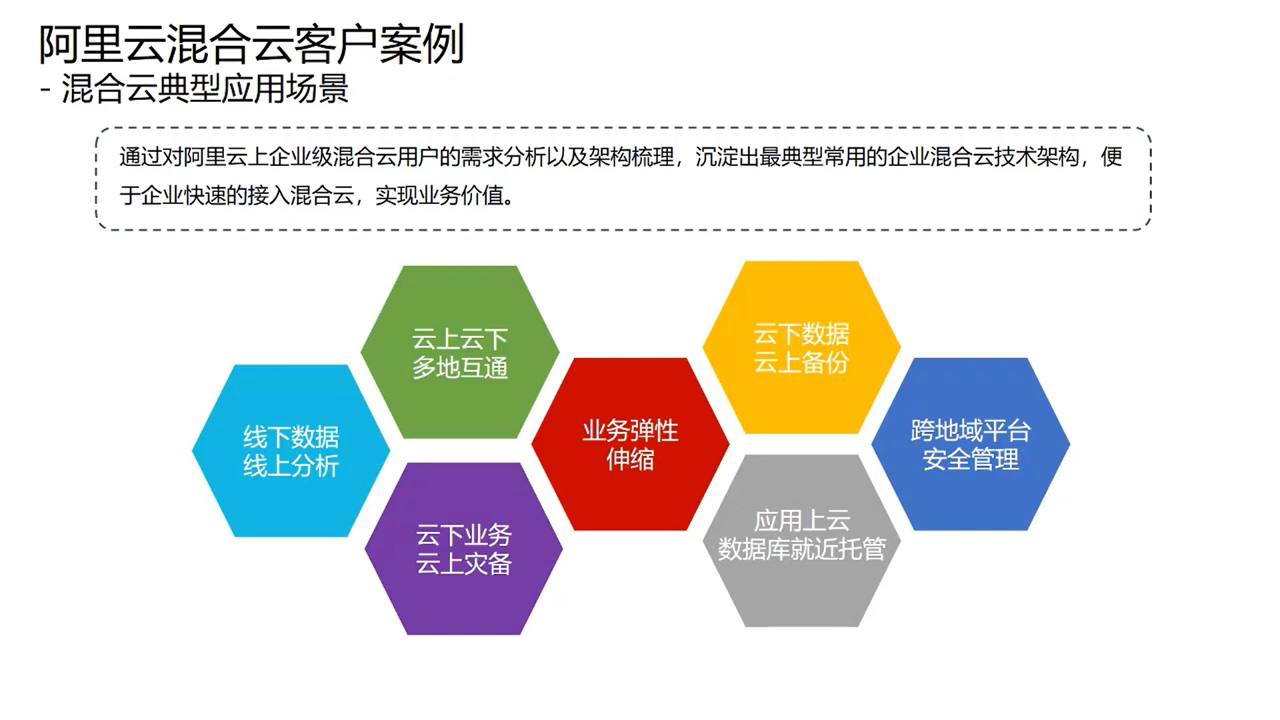 阿里云混合云客户案例
- 混合云典型应用场景
通过对阿里云上企业级混合云用户的需求分析以及架构梳理，沉淀出最典型常用的企业混合云技术架构，便
于企业快速的接入混合云，实现业务价值。
线下数据
线上分析
云上云下
多地互通
云下业务
云上灾备
业务弹性
伸缩
云下数据
云上备份
应用上云
数据库就近托管
跨地域平台
安全管理